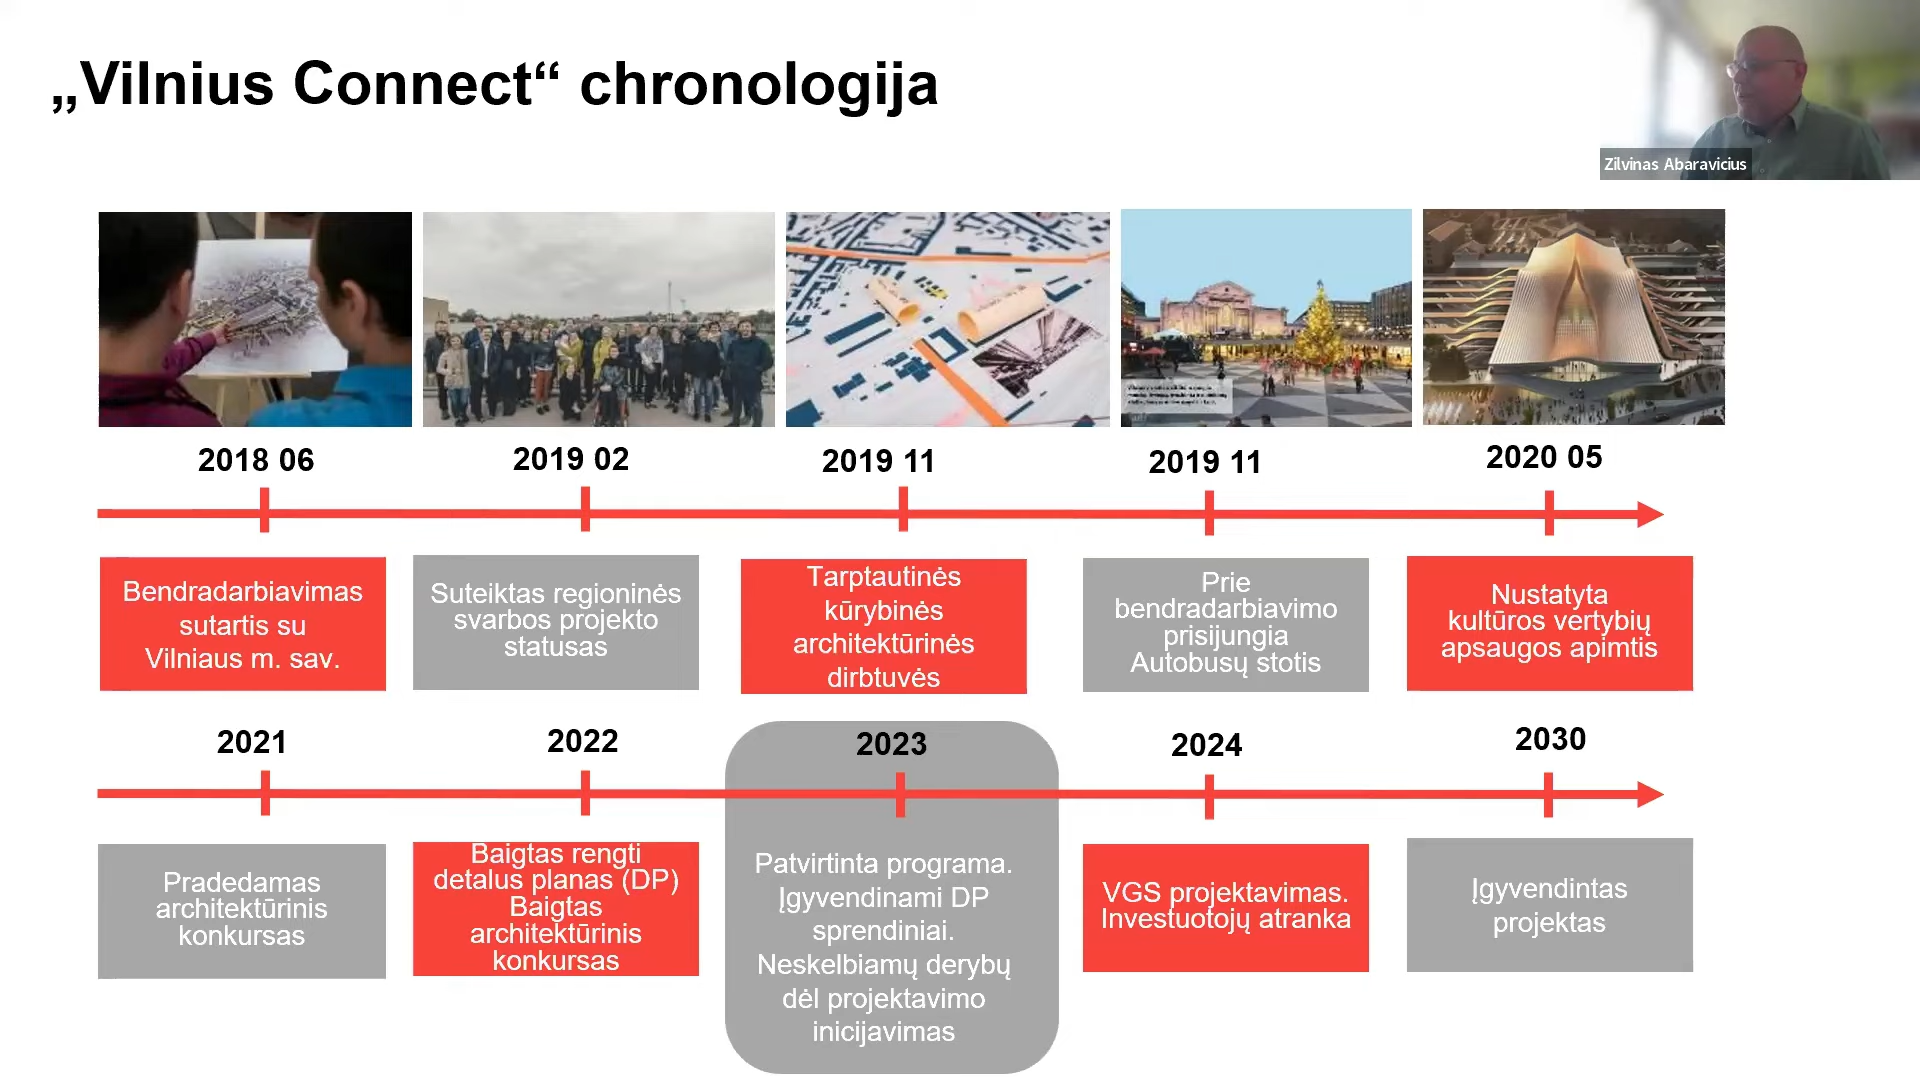 „Vilnius Connect“ chronologija
Zilvinas Abaravicius
2018 06
2019 02
2019 11
2019 11
2020 05
Bendradarbiavimas
sutartis su
Vilniaus m. sav.
Suteiktas regioninės
svarbos projekto
statusas
Tarptautinės
kūrybinės
architektūrinės
dirbtuvės
Prie
bendradarbiavimo
prisijungia
Autobusų stotis
Nustatyta
kultūros vertybių
apsaugos apimtis
2021
2022
2023
2024
2030
Pradedamas
architektūrinis
konkursas
Baigtas rengti
detalus planas (DP)
Baigtas
architektūrinis
konkursas
Patvirtinta programa.
Įgyvendinami DP
sprendiniai.
Neskelbiamų derybų
dėl projektavimo
inicijavimas
VGS projektavimas.
Investuotojų atranka
Įgyvendintas
projektas